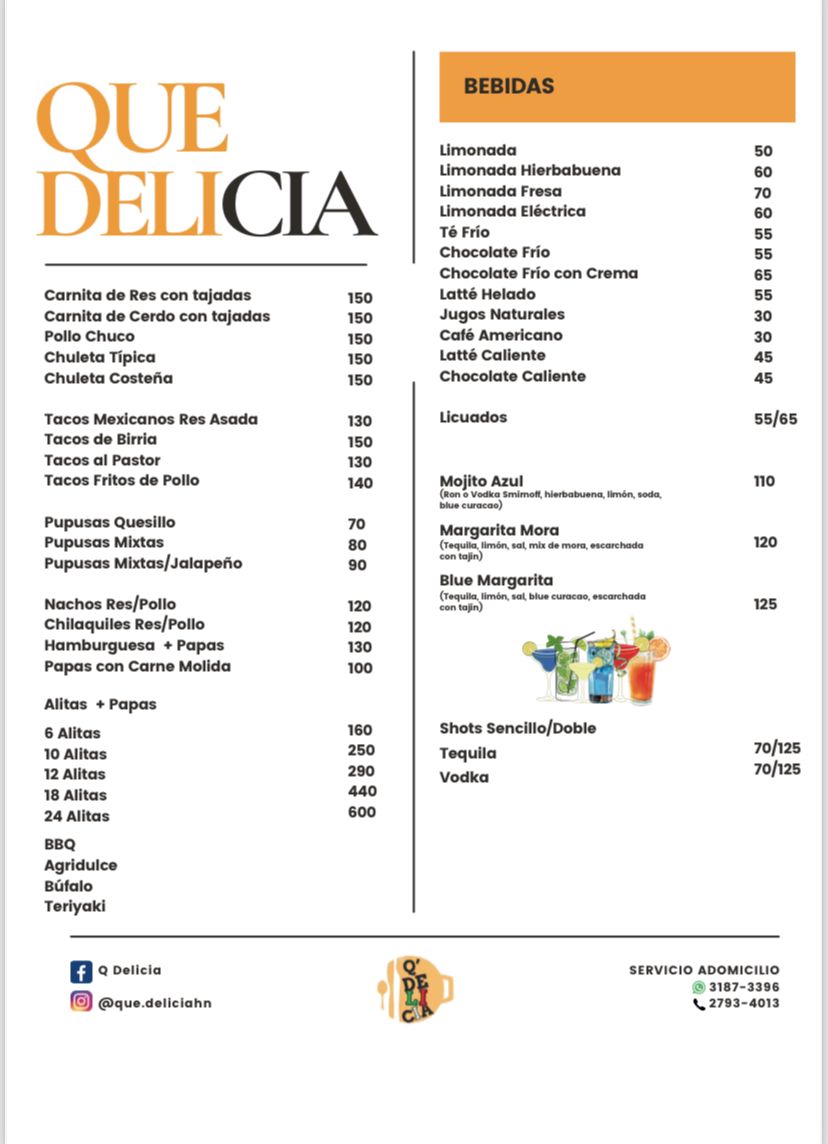 QUE
DELICIA
Carnita de Res con tajadas 150
Carnita de Cerdo con tajadas 150
Pollo Chuco 150
Chuleta Típica 150
Chuleta Costeña 150
Tacos Mexicanos Res Asada 130
Tacos de Birria 150
Tacos al Pastor 130
Tacos Fritos de Pollo 140
Pupusas Quesillo 70
Pupusas Mixtas 80
Pupusas Mixtas/Jalapeño 90
Nachos Res/Pollo 120
Chilaquiles Res/Pollo 120
Hamburguesa + Papas 130
Papas con Carne Molida 100
Alitas + Papas
6 Alitas 160
10 Alitas 250
12 Alitas 290
18 Alitas 440
24 Alitas 600
BBQ
Agridulce
Búfalo
Teriyaki
BEBIDAS
Limonada 50
Limonada Hierbabuena 60
Limonada Fresa 70
Limonada Eléctrica 60
Té Frío 55
Chocolate Frío 55
Chocolate Frío con Crema 65
Latté Helado 55
Jugos Naturales 30
Café Americano 30
Latté Caliente 45
Chocolate Caliente 45
Licuados 55/65
Mojito Azul 110
(Ron o Vodka Smirnoff, hierbabuena, limón, soda,
blue curacao)
Margarita Mora
(Tequila, limón, sal, mix de mora, escarchada 120
con tajin)
Blue Margarita
(Tequila, limón, sal, blue curacao, escarchada
con tajin) 125
Shots Sencillo/Doble
Tequila 70/125
Vodka 70/125
Q Delicia
@que.deliciahn
Q'
DE
LI
CIA
SERVICIO ADOMICILIO
3187-3396
2793-4013